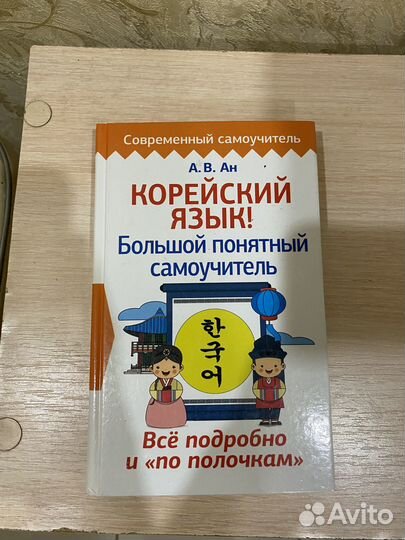 Современный самоучитель
А. В. Ан
КОРЕЙСКИЙ
ЯЗЫК!
Большой понятный
самоучитель
한
국
어
Всё подробно
и «по полочкам»
Avito